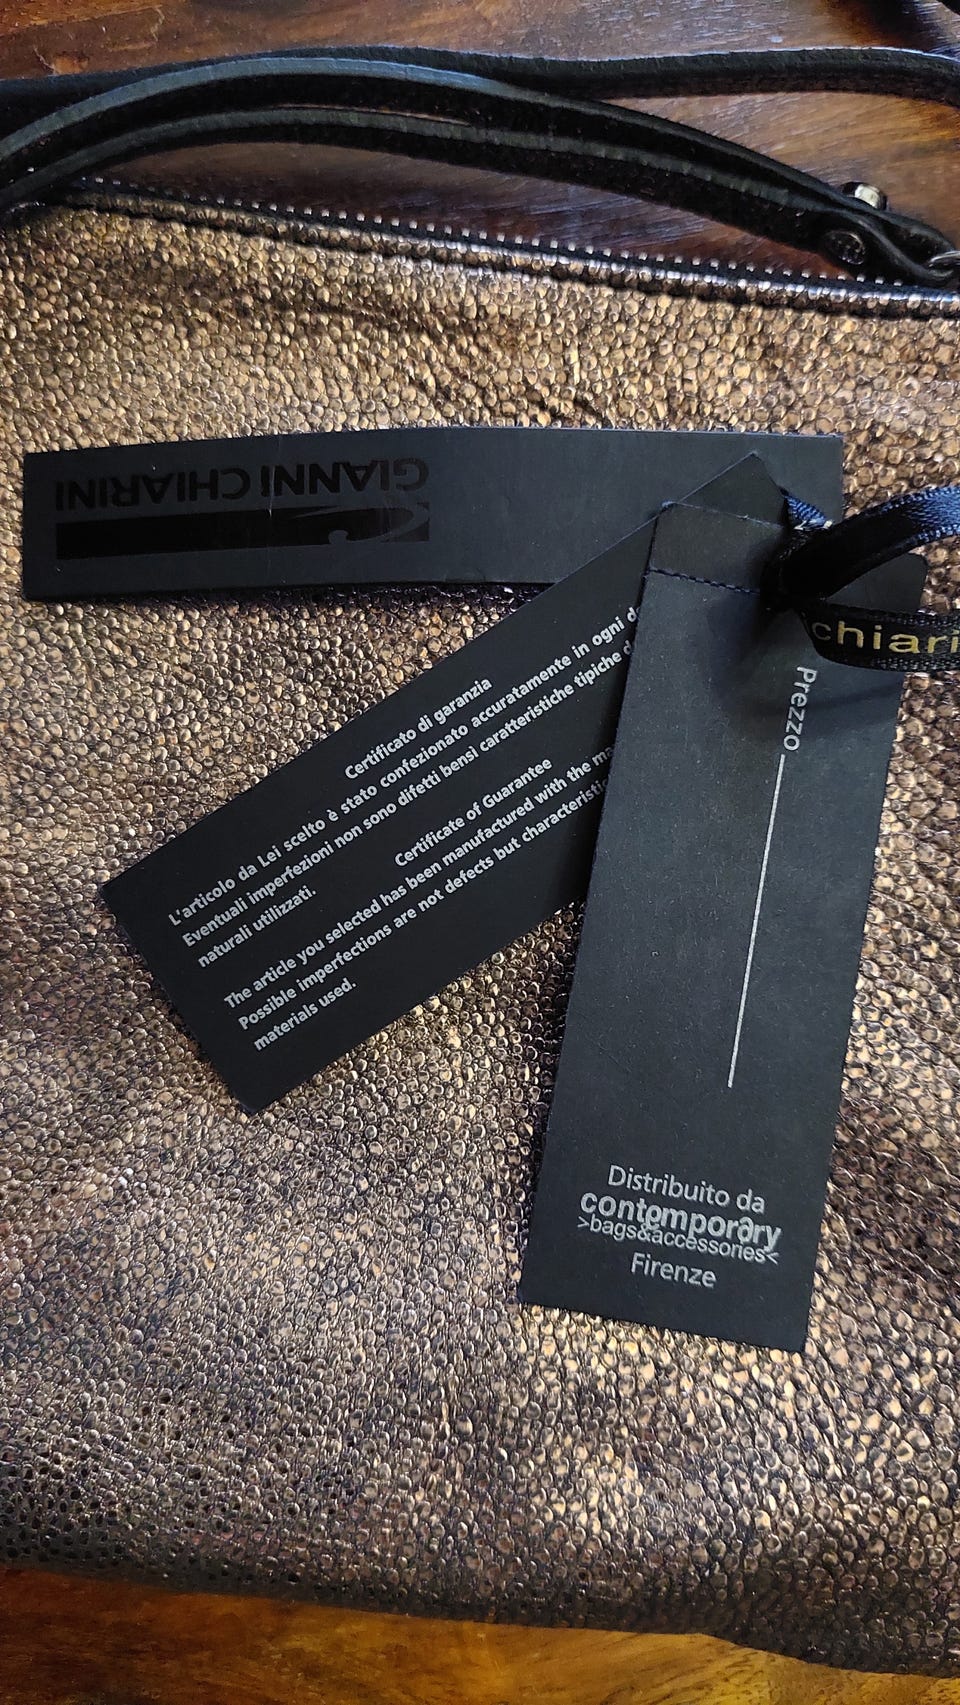 GIANNI CHIARINI
chiari
Prezzo
Certificato di garanzia
L'articolo da Lei scelto è stato confezionato accuratamente in ogni
Eventuali imperfezioni non sono difetti bensì caratteristiche tipiche
naturali utilizzati.
Certificate of Guarantee
The article you selected has been manufactured with the
Possible imperfections are not defects but
materials used.
Distribuito da
contemporary
>bags&accessories<
Firenze